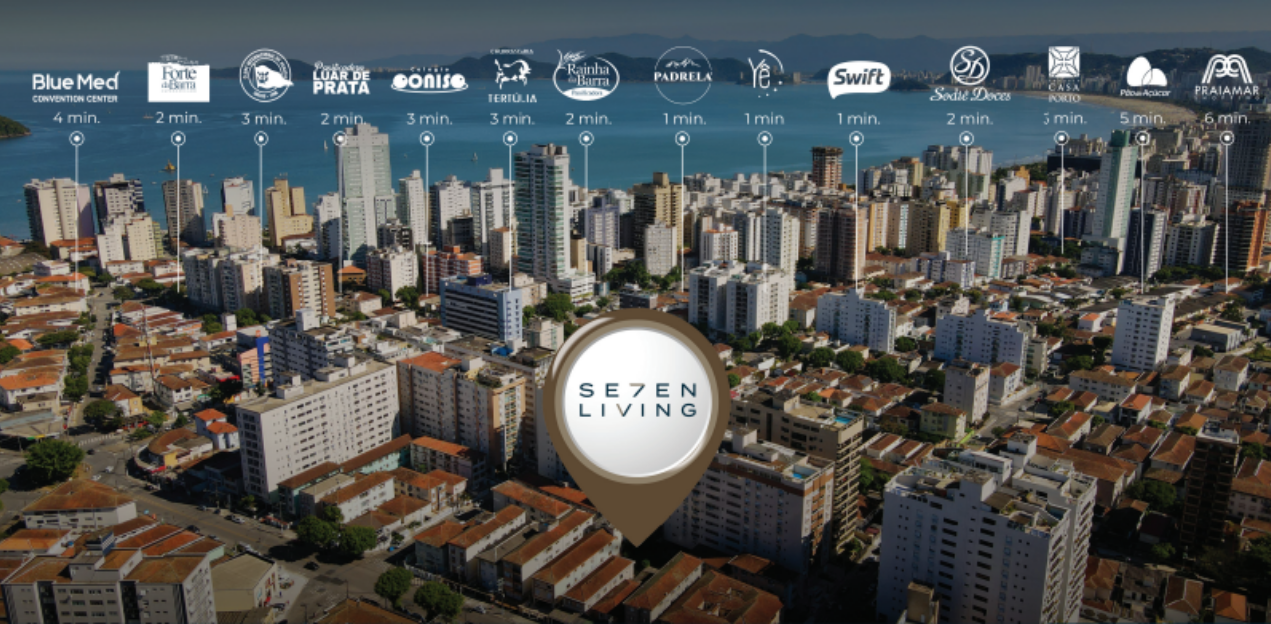 Blue Med
CONVENTION CENTER
4 min.
Forte
da Barra
2 min.
3 min.
Panificadora
LUAR DE
PRATA
2 min.
Colégio
ÔONISO
3 min.
CHURRASCARIA
TERTÚLIA
3 min.
Nova
Rainha
da Barra
Panificadora
2 min.
PADRELA
1 min.
Yê
1 min
Swift
1 min.
SD
Sodiê Doces
2 min.
CASA
PORTO
3 min.
Pão de Açúcar
5 min.
PRAIAMAR
6 min.
SE7EN
LIVING